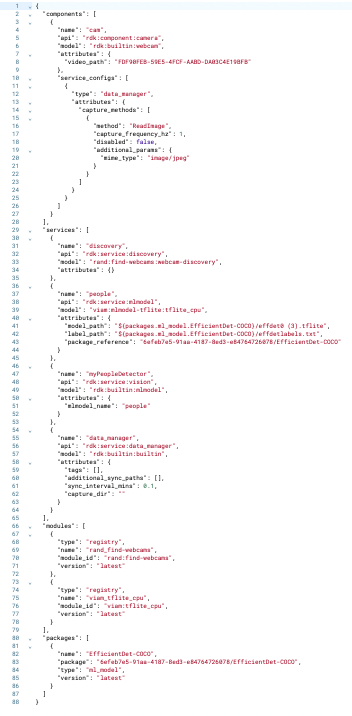 1 {
2 "components": [
3 {
4 "name": "cam",
5 "api": "rdk:component:camera",
6 "model": "rdk:builtin:webcam",
7 "attributes": {
8 "video_path": "FDF90FEB-59E5-4FCF-AABD-DA03C4E19BFB"
9 },
10 "service_configs": [
11 {
12 "type": "data_manager",
13 "attributes": {
14 "capture_methods": [
15 {
16 "method": "ReadImage",
17 "capture_frequency_hz": 1,
18 "disabled": false,
19 "additional_params": {
20 "mime_type": "image/jpeg"
21 }
22 }
23 ]
24 }
25 }
26 ]
27 }
28 ],
29 "services": [
30 {
31 "name": "discovery",
32 "api": "rdk:service:discovery",
33 "model": "rand:find-webcams:webcam-discovery",
34 "attributes": {}
35 },
36 {
37 "name": "people",
38 "api": "rdk:service:mlmodel",
39 "model": "viam:mlmodel-tflite:tflite_cpu",
40 "attributes": {
41 "model_path": "${packages.ml_model.EfficientDet-COCO}/effdet0 (3).tflite",
42 "label_path": "${packages.ml_model.EfficientDet-COCO}/effdetlabels.txt",
43 "package_reference": "6efeb7e5-91aa-4187-8ed3-e84764726078/EfficientDet-COCO"
44 }
45 },
46 {
47 "name": "myPeopleDetector",
48 "api": "rdk:service:vision",
49 "model": "rdk:builtin:mlmodel",
50 "attributes": {
51 "mlmodel_name": "people"
52 }
53 },
54 {
55 "name": "data_manager",
56 "api": "rdk:service:data_manager",
57 "model": "rdk:builtin:builtin",
58 "attributes": {
59 "tags": [],
60 "additional_sync_paths": [],
61 "sync_interval_mins": 0.1,
62 "capture_dir": ""
63 }
64 }
65 ],
66 "modules": [
67 {
68 "type": "registry",
69 "name": "rand_find-webcams",
70 "module_id": "rand:find-webcams",
71 "version": "latest"
72 },
73 {
74 "type": "registry",
75 "name": "viam_tflite_cpu",
76 "module_id": "viam:tflite_cpu",
77 "version": "latest"
78 }
79 ],
80 "packages": [
81 {
82 "name": "EfficientDet-COCO",
83 "package": "6efeb7e5-91aa-4187-8ed3-e84764726078/EfficientDet-COCO",
84 "type": "ml_model",
85 "version": "latest"
86 }
87 ]
88 }